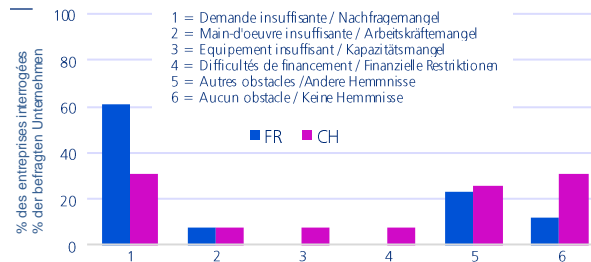 % des entreprises interrogées
% der befragten Unternehmen
100
80
60
40
20
0
1 = Demande insuffisante / Nachfragemangel
2 = Main-d'oeuvre insuffisante / Arbeitskräftemangel
3 = Equipement insuffisant / Kapazitätsmangel
4 = Difficultés de financement / Finanzielle Restriktionen
5 = Autres obstacles /Andere Hemmnisse
6 = Aucun obstacle / Keine Hemmnisse
FR CH
1 2 3 4 5 6